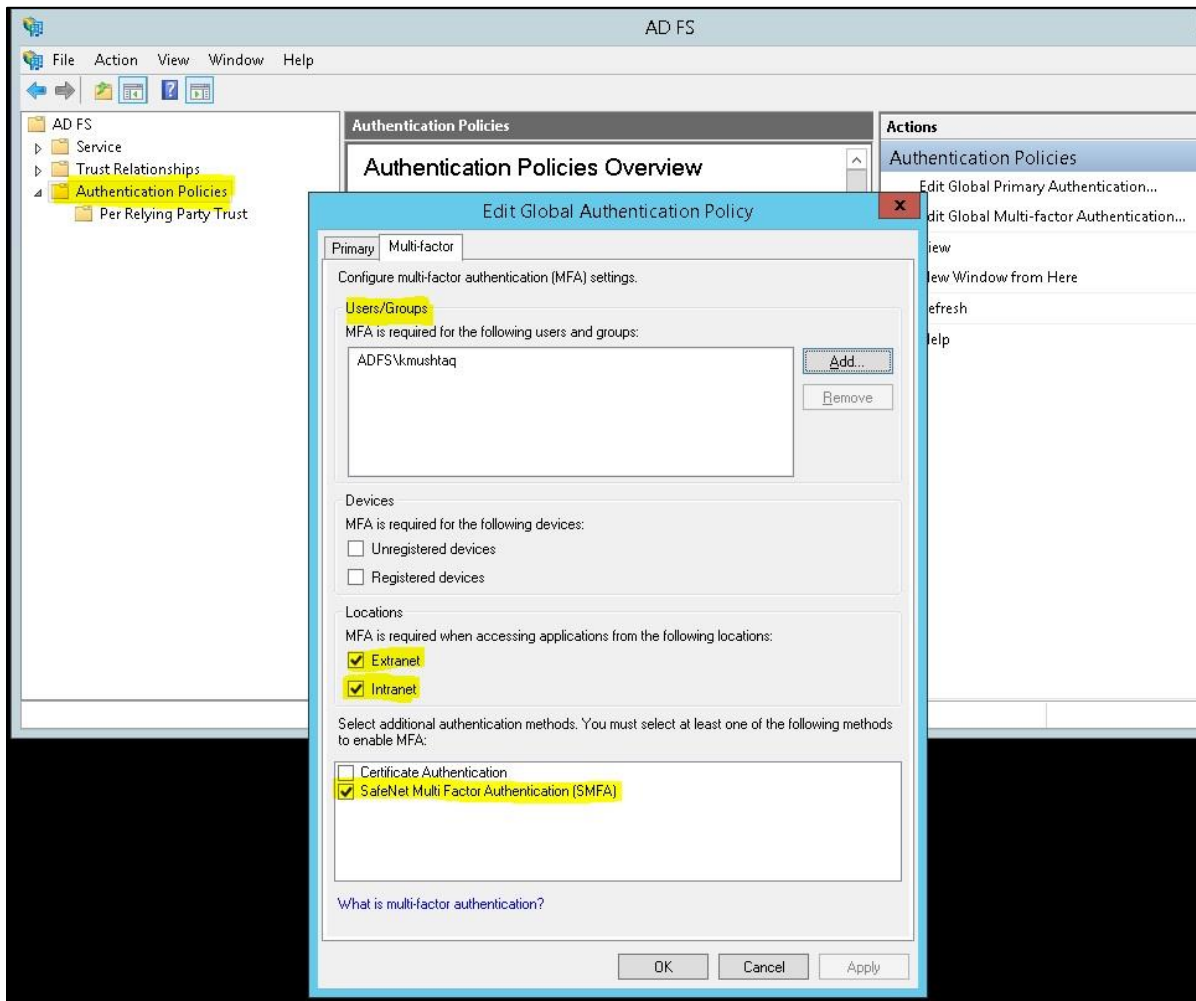 AD FS
File Action View Window Help
AD FS
Service
Trust Relationships
Authentication Policies
Per Relying Party Trust
Authentication Policies
Authentication Policies Overview
Actions
Authentication Policies
Edit Global Primary Authentication...
dit Global Multi-factor Authentication...
iew
lew Window from Here
efresh
lelp
Edit Global Authentication Policy
x
Primary
Multi-factor
Configure multi-factor authentication (MFA) settings.
Users/Groups
MFA is required for the following users and groups:
ADFS\kmushtaq
Add...
Remove
Devices
MFA is required for the following devices:
Unregistered devices
Registered devices
Locations
MFA is required when accessing applications from the following locations:
Extranet
Intranet
Select additional authentication methods. You must select at least one of the following methods
to enable MFA:
Certificate Authentication
SafeNet Multi Factor Authentication (SMFA)
What is multi-factor authentication?
OK
Cancel
Apply